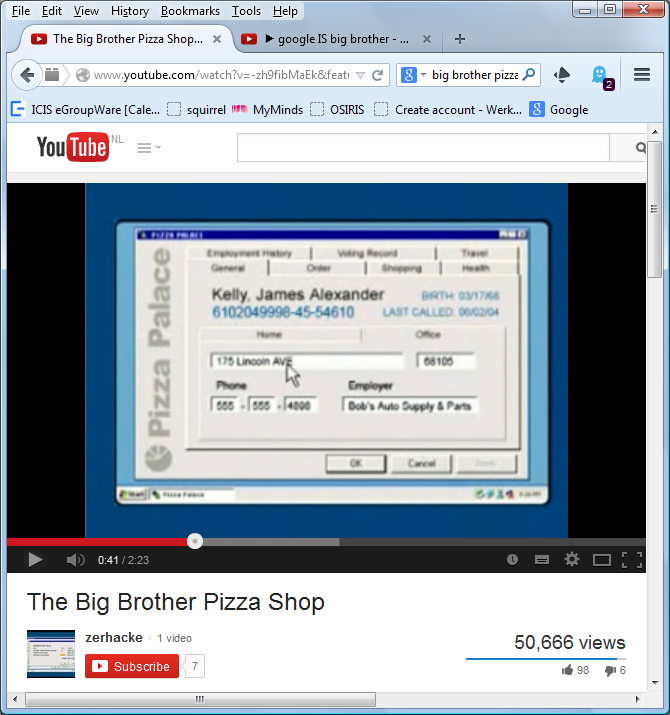 File Edit View History Bookmarks Tools Help
The Big Brother Pizza Shop... google IS big brother - ...
www.youtube.com/watch?v=-zh9fibMaEk&featu big brother pizza 2
ICIS eGroupWare [Cale... squirrel MyMinds OSIRIS Create account - Werk... Google
YouTube NL
PIZZA PALACE
Employment History Voting Record Travel
General Order Shopping Health
Pizza Palace
Kelly, James Alexander BIRTH: 03/17/68
6102049998-45-54610 LAST CALLED: 06/02/04
Home Office
175 Lincoln AVE 68105
Phone Employer
555 - 555 - 4898 Bob's Auto Supply & Parts
OK Cancel Apply
Start Pizza Palace
0:41 / 2:23
The Big Brother Pizza Shop
zerhacke · 1 video
50,666 views
Subscribe 7
98 6